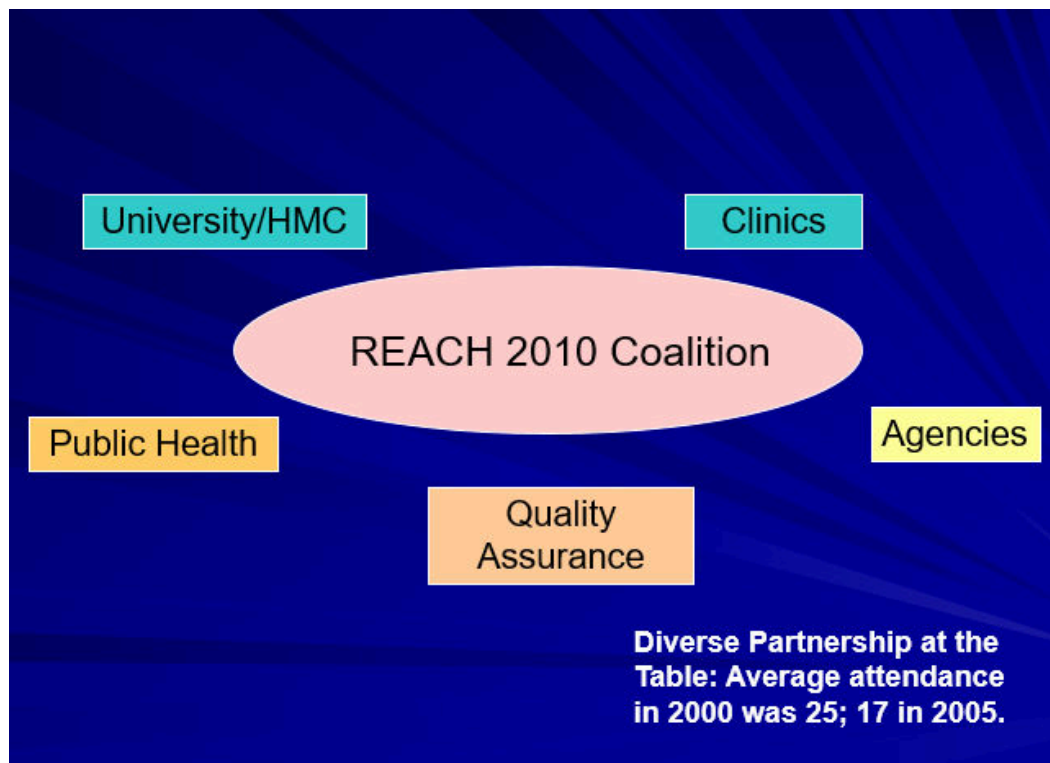 University/HMC
Clinics
REACH 2010 Coalition
Public Health
Agencies
Quality
Assurance
Diverse Partnership at the
Table: Average attendance
in 2000 was 25; 17 in 2005.